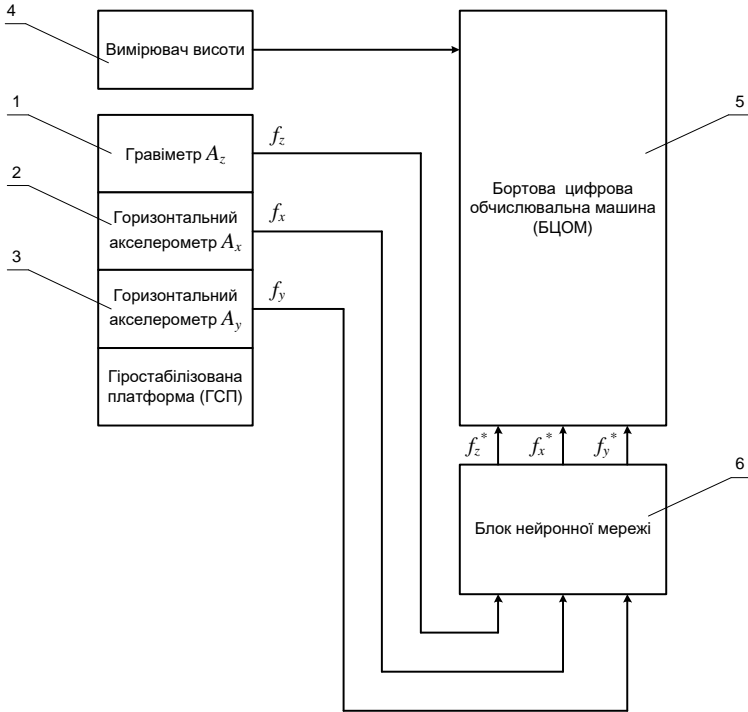 4
Вимірювач висоти
1
Гравіметр A_z
f_z
2
Горизонтальний
акселерометр A_x
f_x
3
Горизонтальний
акселерометр A_y
f_y
Гіростабілізована
платформа (ГСП)
5
Бортова цифрова
обчислювальна машина
(БЦОМ)
f_z^* f_x^* f_y^*
6
Блок нейронної мережі